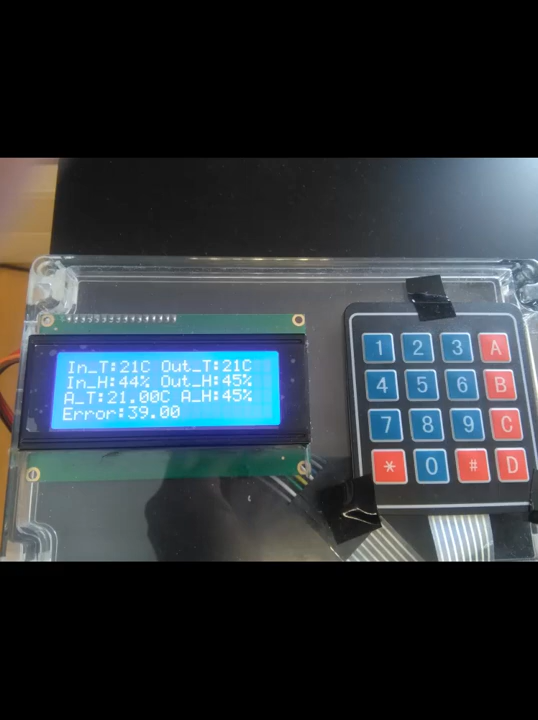 In_T:21C Out_T:21C
In_H:44% Out_H:45%
A_T:21.00C A_H:45%
Error:39.00
1 2 3 A
4 5 6 B
7 8 9 C
* 0 # D